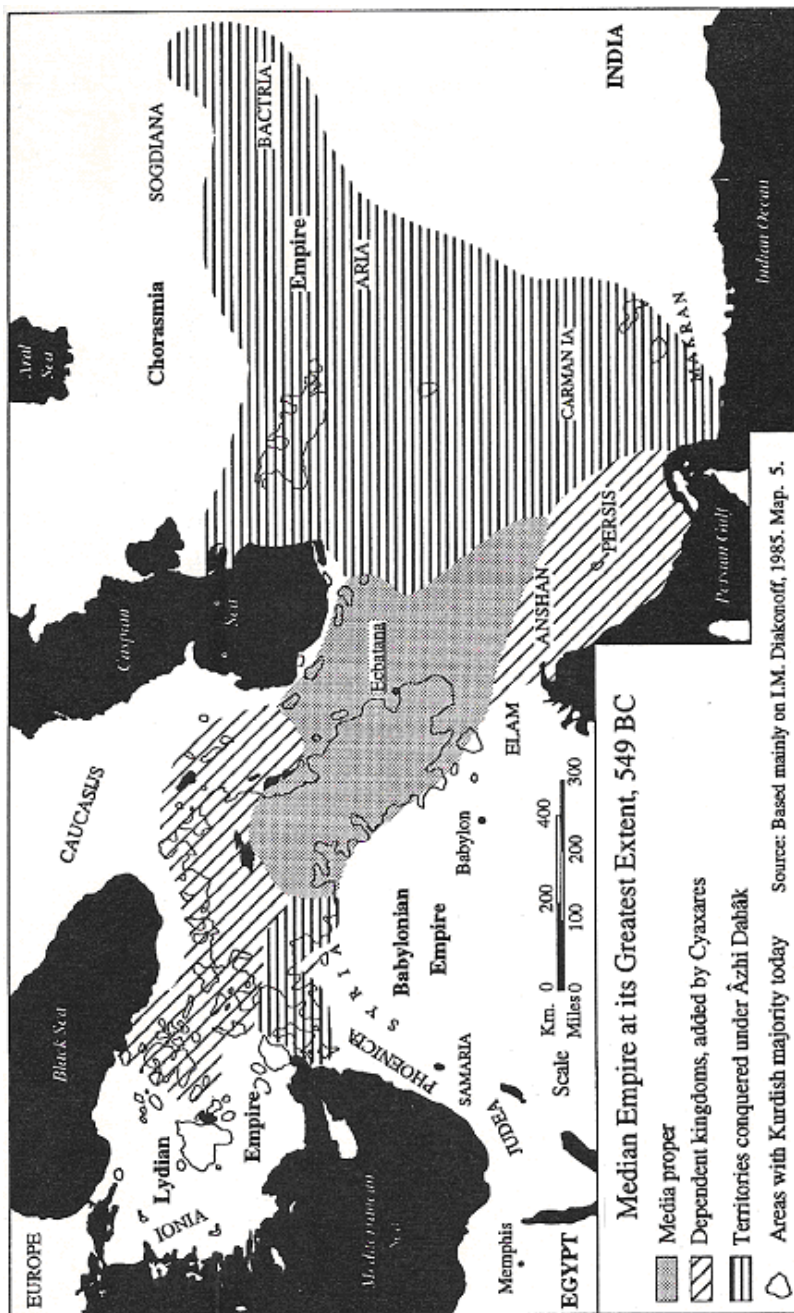 EUROPE
Black Sea
CAUCASLIS
Caspian
Sea
Aral
Sea
Chorasmia
SOGDIANA
BACTRIA
Empire
ARIA
INDIA
Lydian
Empire
IONIA
Mediterranean
Sea
PHOENICIA
SYRIA
Babylonian
Empire
Ecbatana
SAMARIA
JUDEA
Babylon
ELAM
ANSHAN
PERSIS
CARMAN IA
MAKRAN
Persian Gulf
Indian Ocean
Memphis
EGYPT
Scale
Km. 0 200 400
Miles 0 100 200 300
Median Empire at its Greatest Extent, 549 BC
Media proper
Dependent kingdoms, added by Cyaxares
Territories conquered under Âzhi Dahâk
Areas with Kurdish majority today
Source: Based mainly on I.M. Diakonoff, 1985. Map. 5.